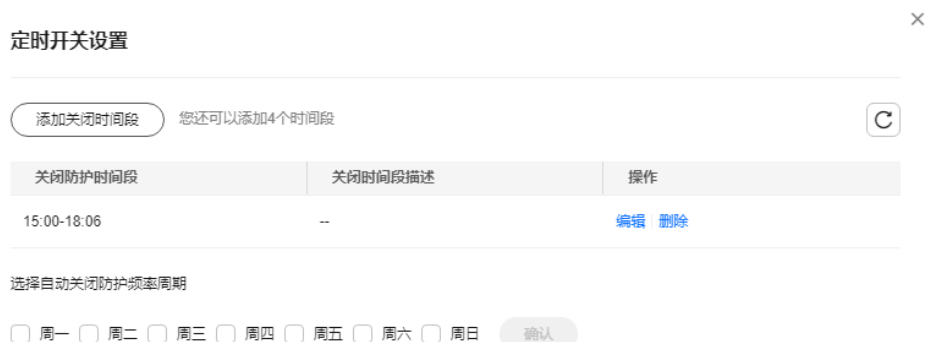 定时开关设置
添加关闭时间段 您还可以添加4个时间段
关闭防护时间段 关闭时间段描述 操作
15:00-18:06 -- 编辑 删除
选择自动关闭防护频率周期
周一 周二 周三 周四 周五 周六 周日 确认